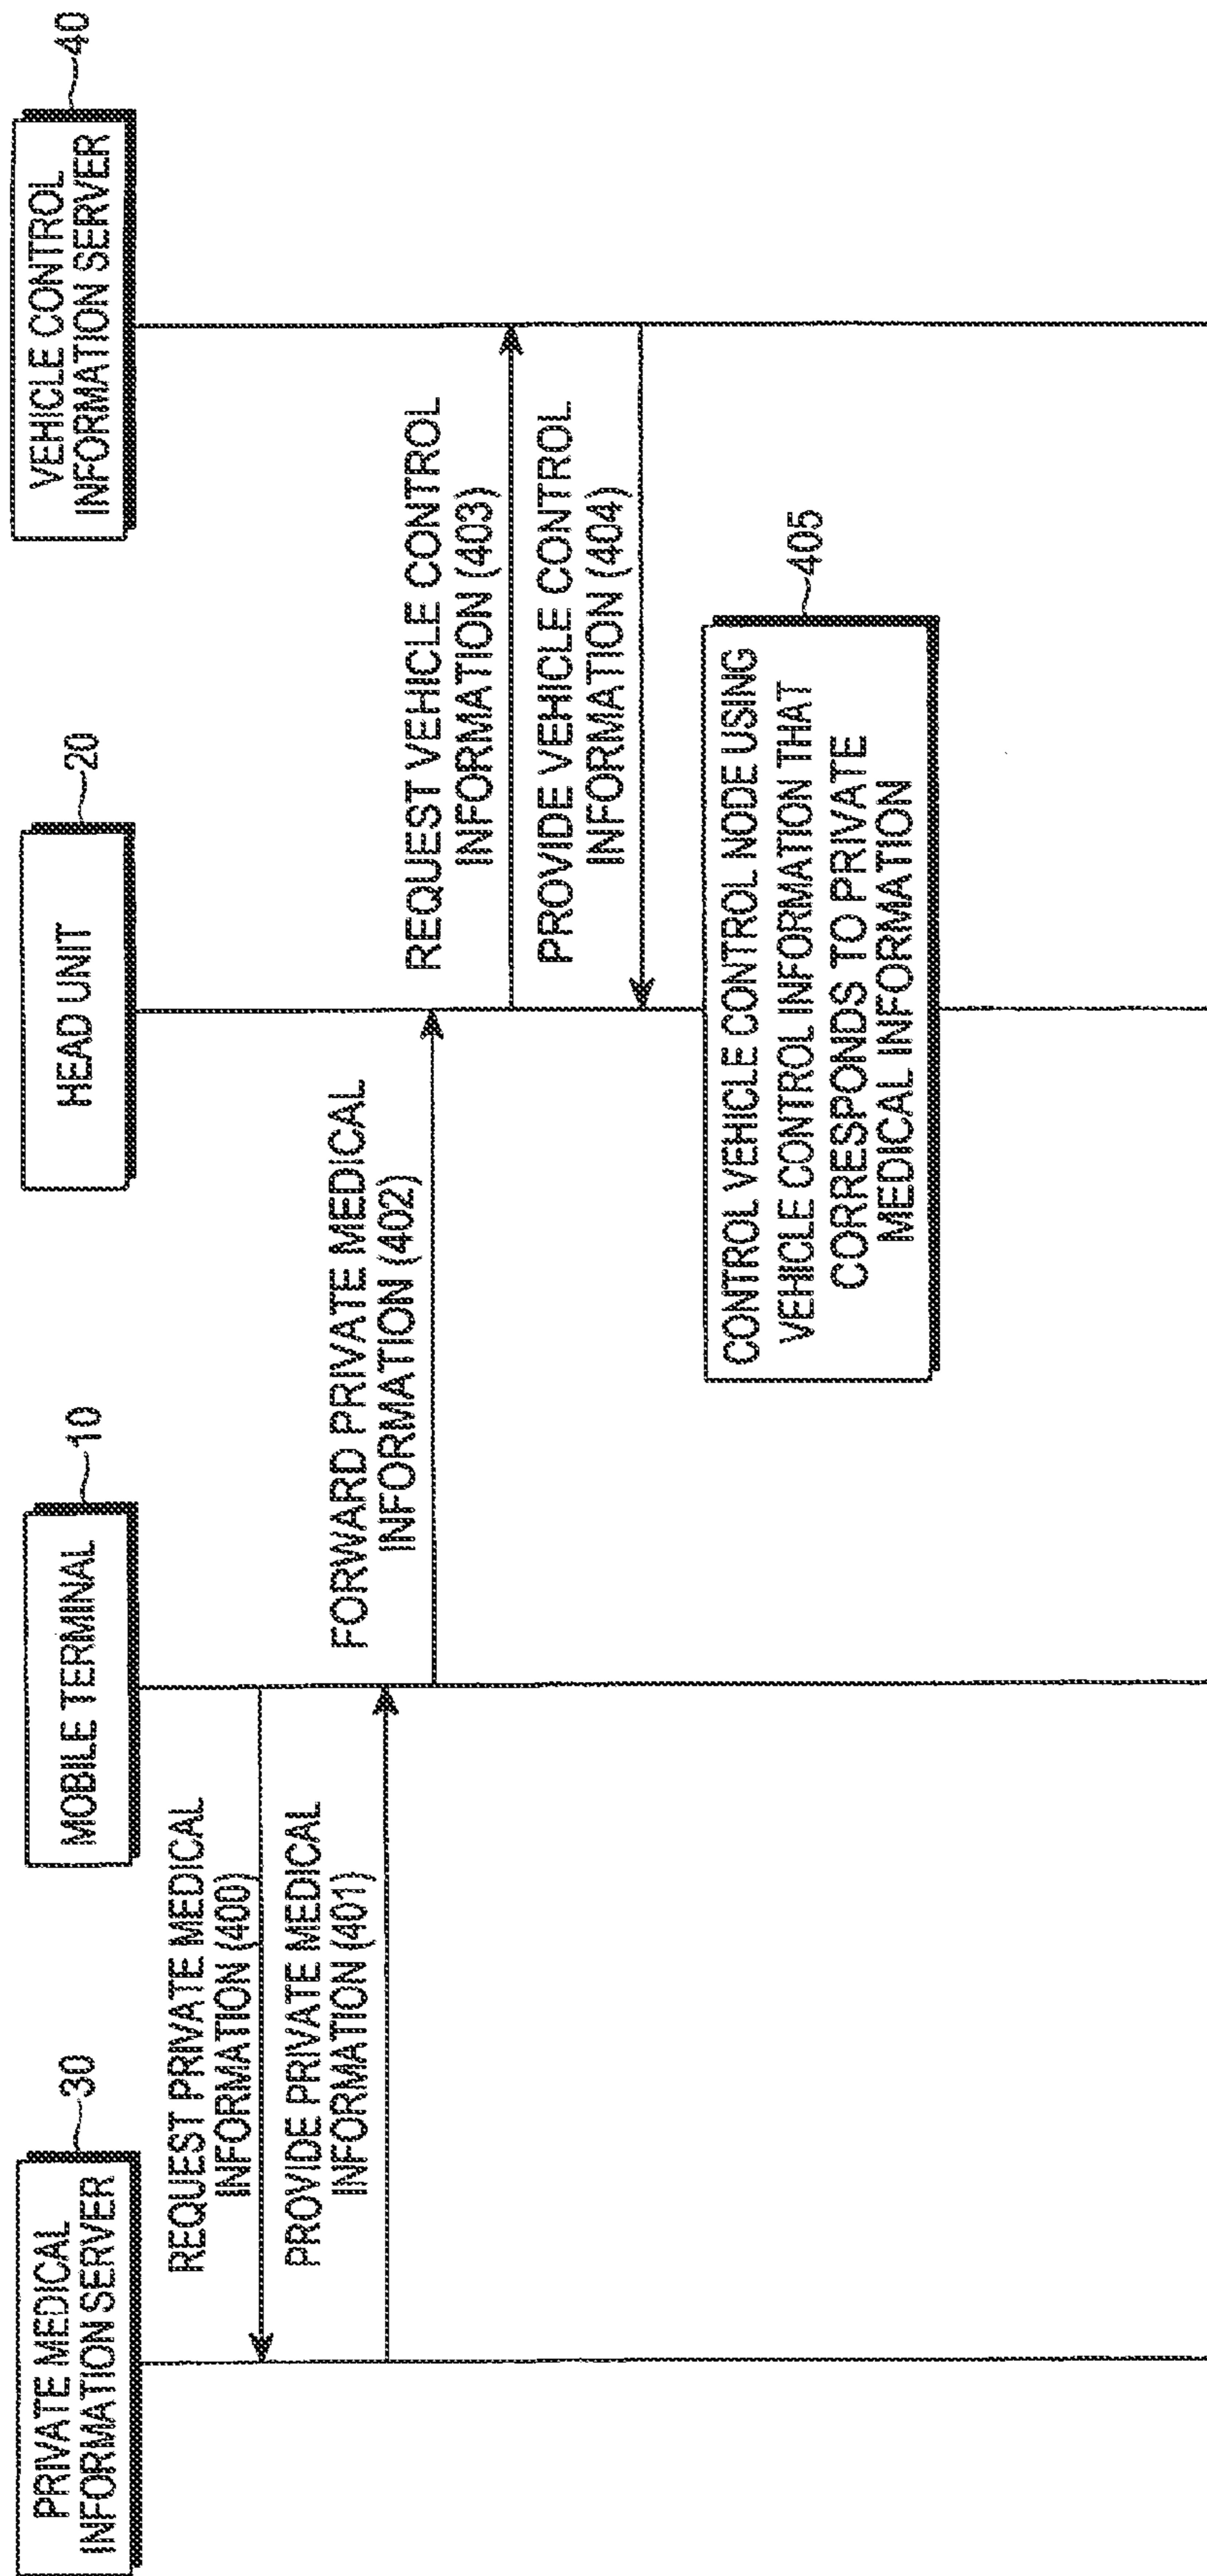 PRIVATE MEDICAL
INFORMATION SERVER
30
MOBILE TERMINAL
10
HEAD UNIT
20
VEHICLE CONTROL
INFORMATION SERVER
40
REQUEST PRIVATE MEDICAL
INFORMATION (400)
PROVIDE PRIVATE MEDICAL
INFORMATION (401)
FORWARD PRIVATE MEDICAL
INFORMATION (402)
REQUEST VEHICLE CONTROL
INFORMATION (403)
PROVIDE VEHICLE CONTROL
INFORMATION (404)
CONTROL VEHICLE CONTROL NODE USING
VEHICLE CONTROL INFORMATION THAT
CORRESPONDS TO PRIVATE
MEDICAL INFORMATION
405